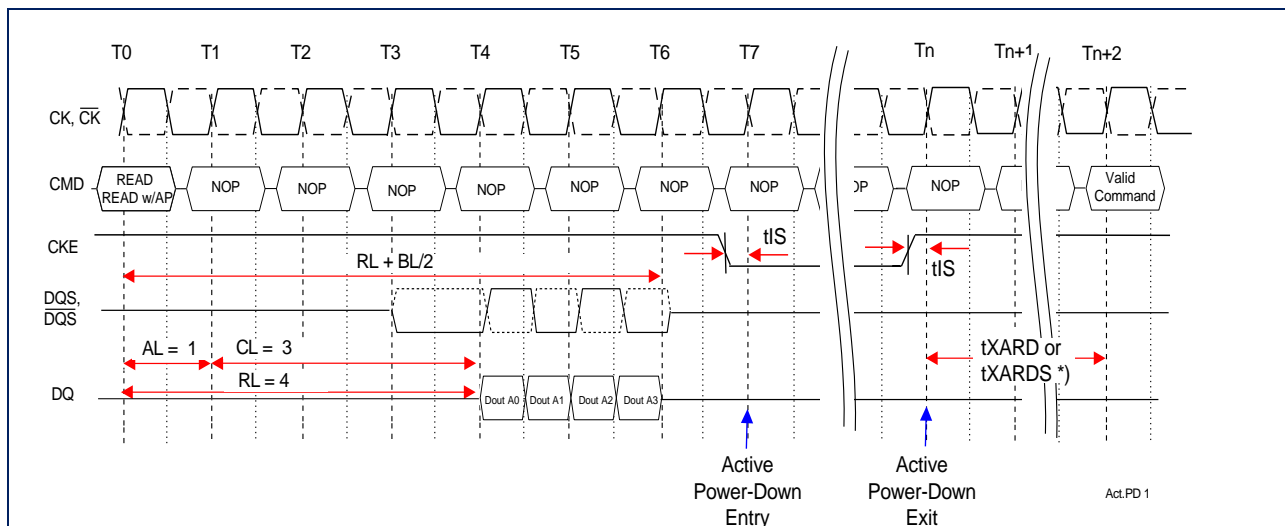 T0 T1 T2 T3 T4 T5 T6 T7 Tn Tn+1 Tn+2
CK, CK
CMD READ NOP NOP NOP NOP NOP NOP NOP OP NOP Valid
READ w/AP Command
CKE
tIS tIS
RL + BL/2
DQS,
DQS
AL = 1 CL = 3 tXARD or
tXARDS *)
RL = 4
DQ Dout A0 Dout A1 Dout A2 Dout A3
Active Active
Power-Down Power-Down Act.PD 1
Entry Exit